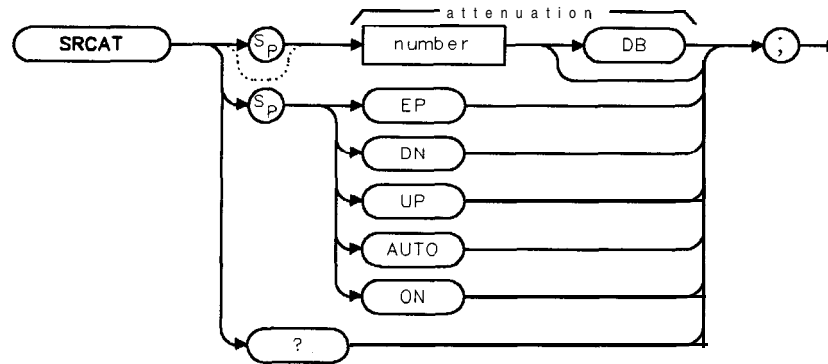 attenuation
SRCAT SP number DB ;
SP EP
DN
UP
AUTO
ON
?